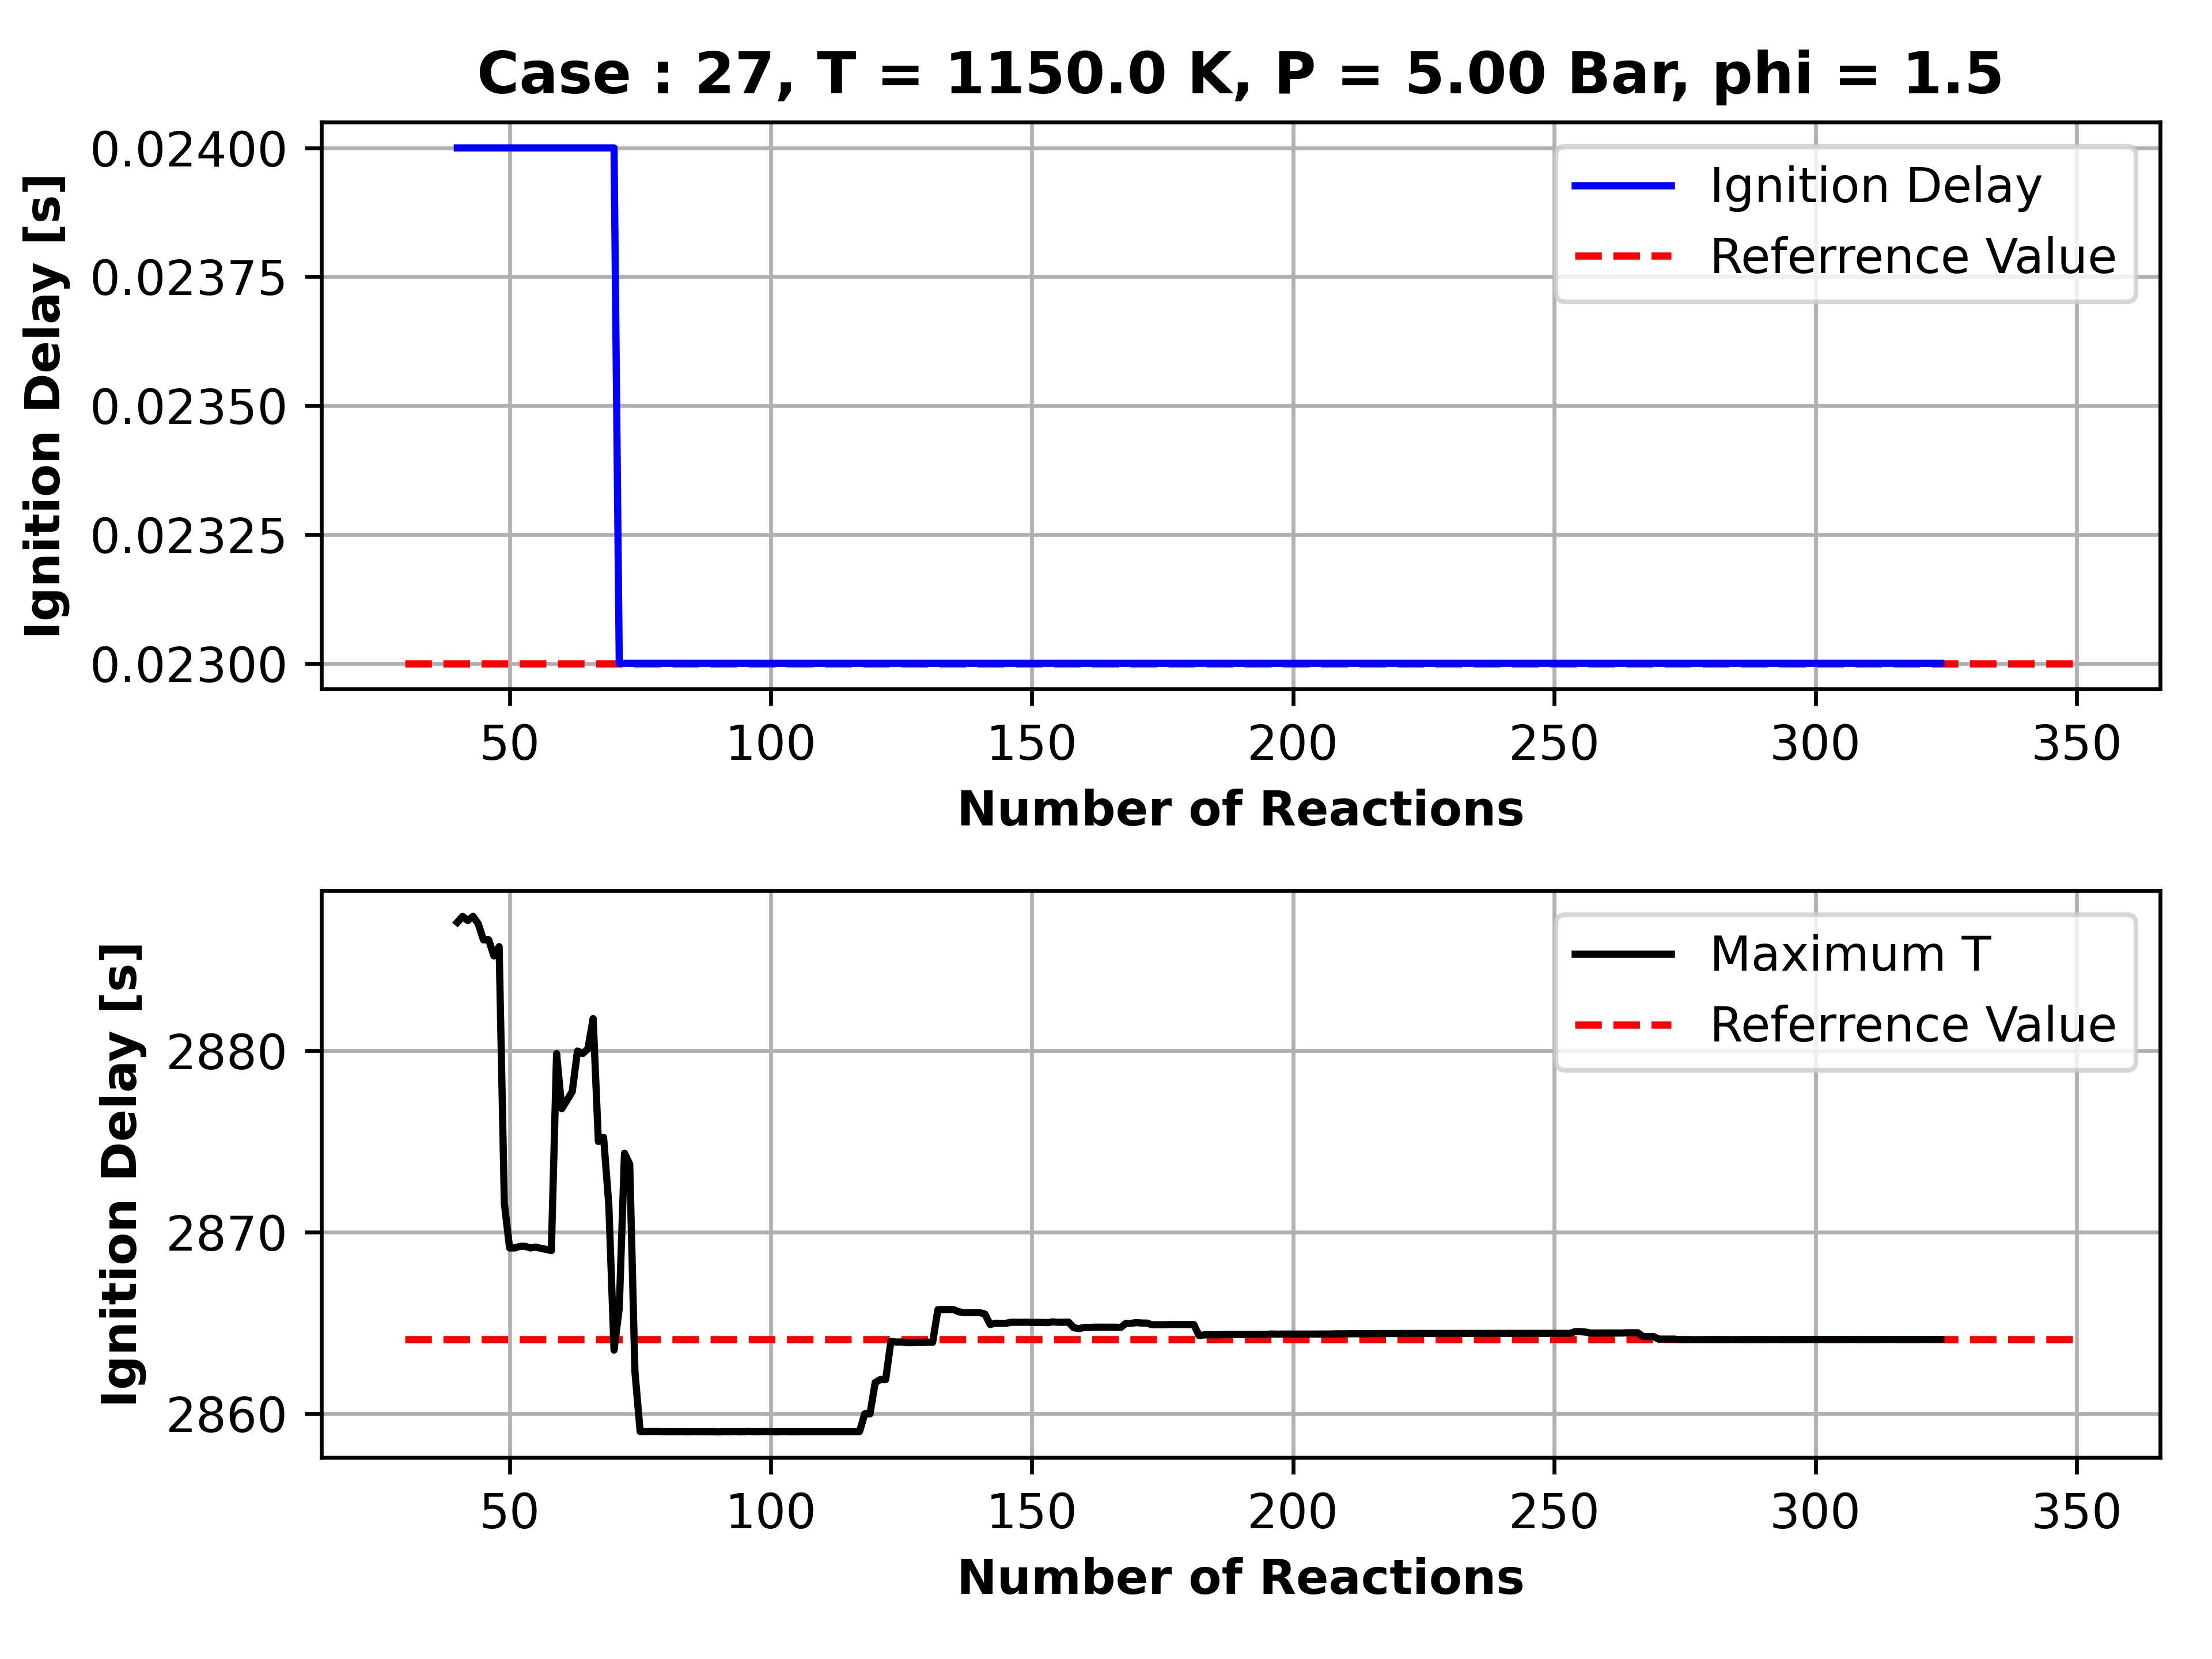 Case : 27, T = 1150.0 K, P = 5.00 Bar, phi = 1.5
Ignition Delay [s]
0.02400
0.02375
0.02350
0.02325
0.02300
Ignition Delay
Referrence Value
50 100 150 200 250 300 350
Number of Reactions
Ignition Delay [s]
2880
2870
2860
Maximum T
Referrence Value
50 100 150 200 250 300 350
Number of Reactions